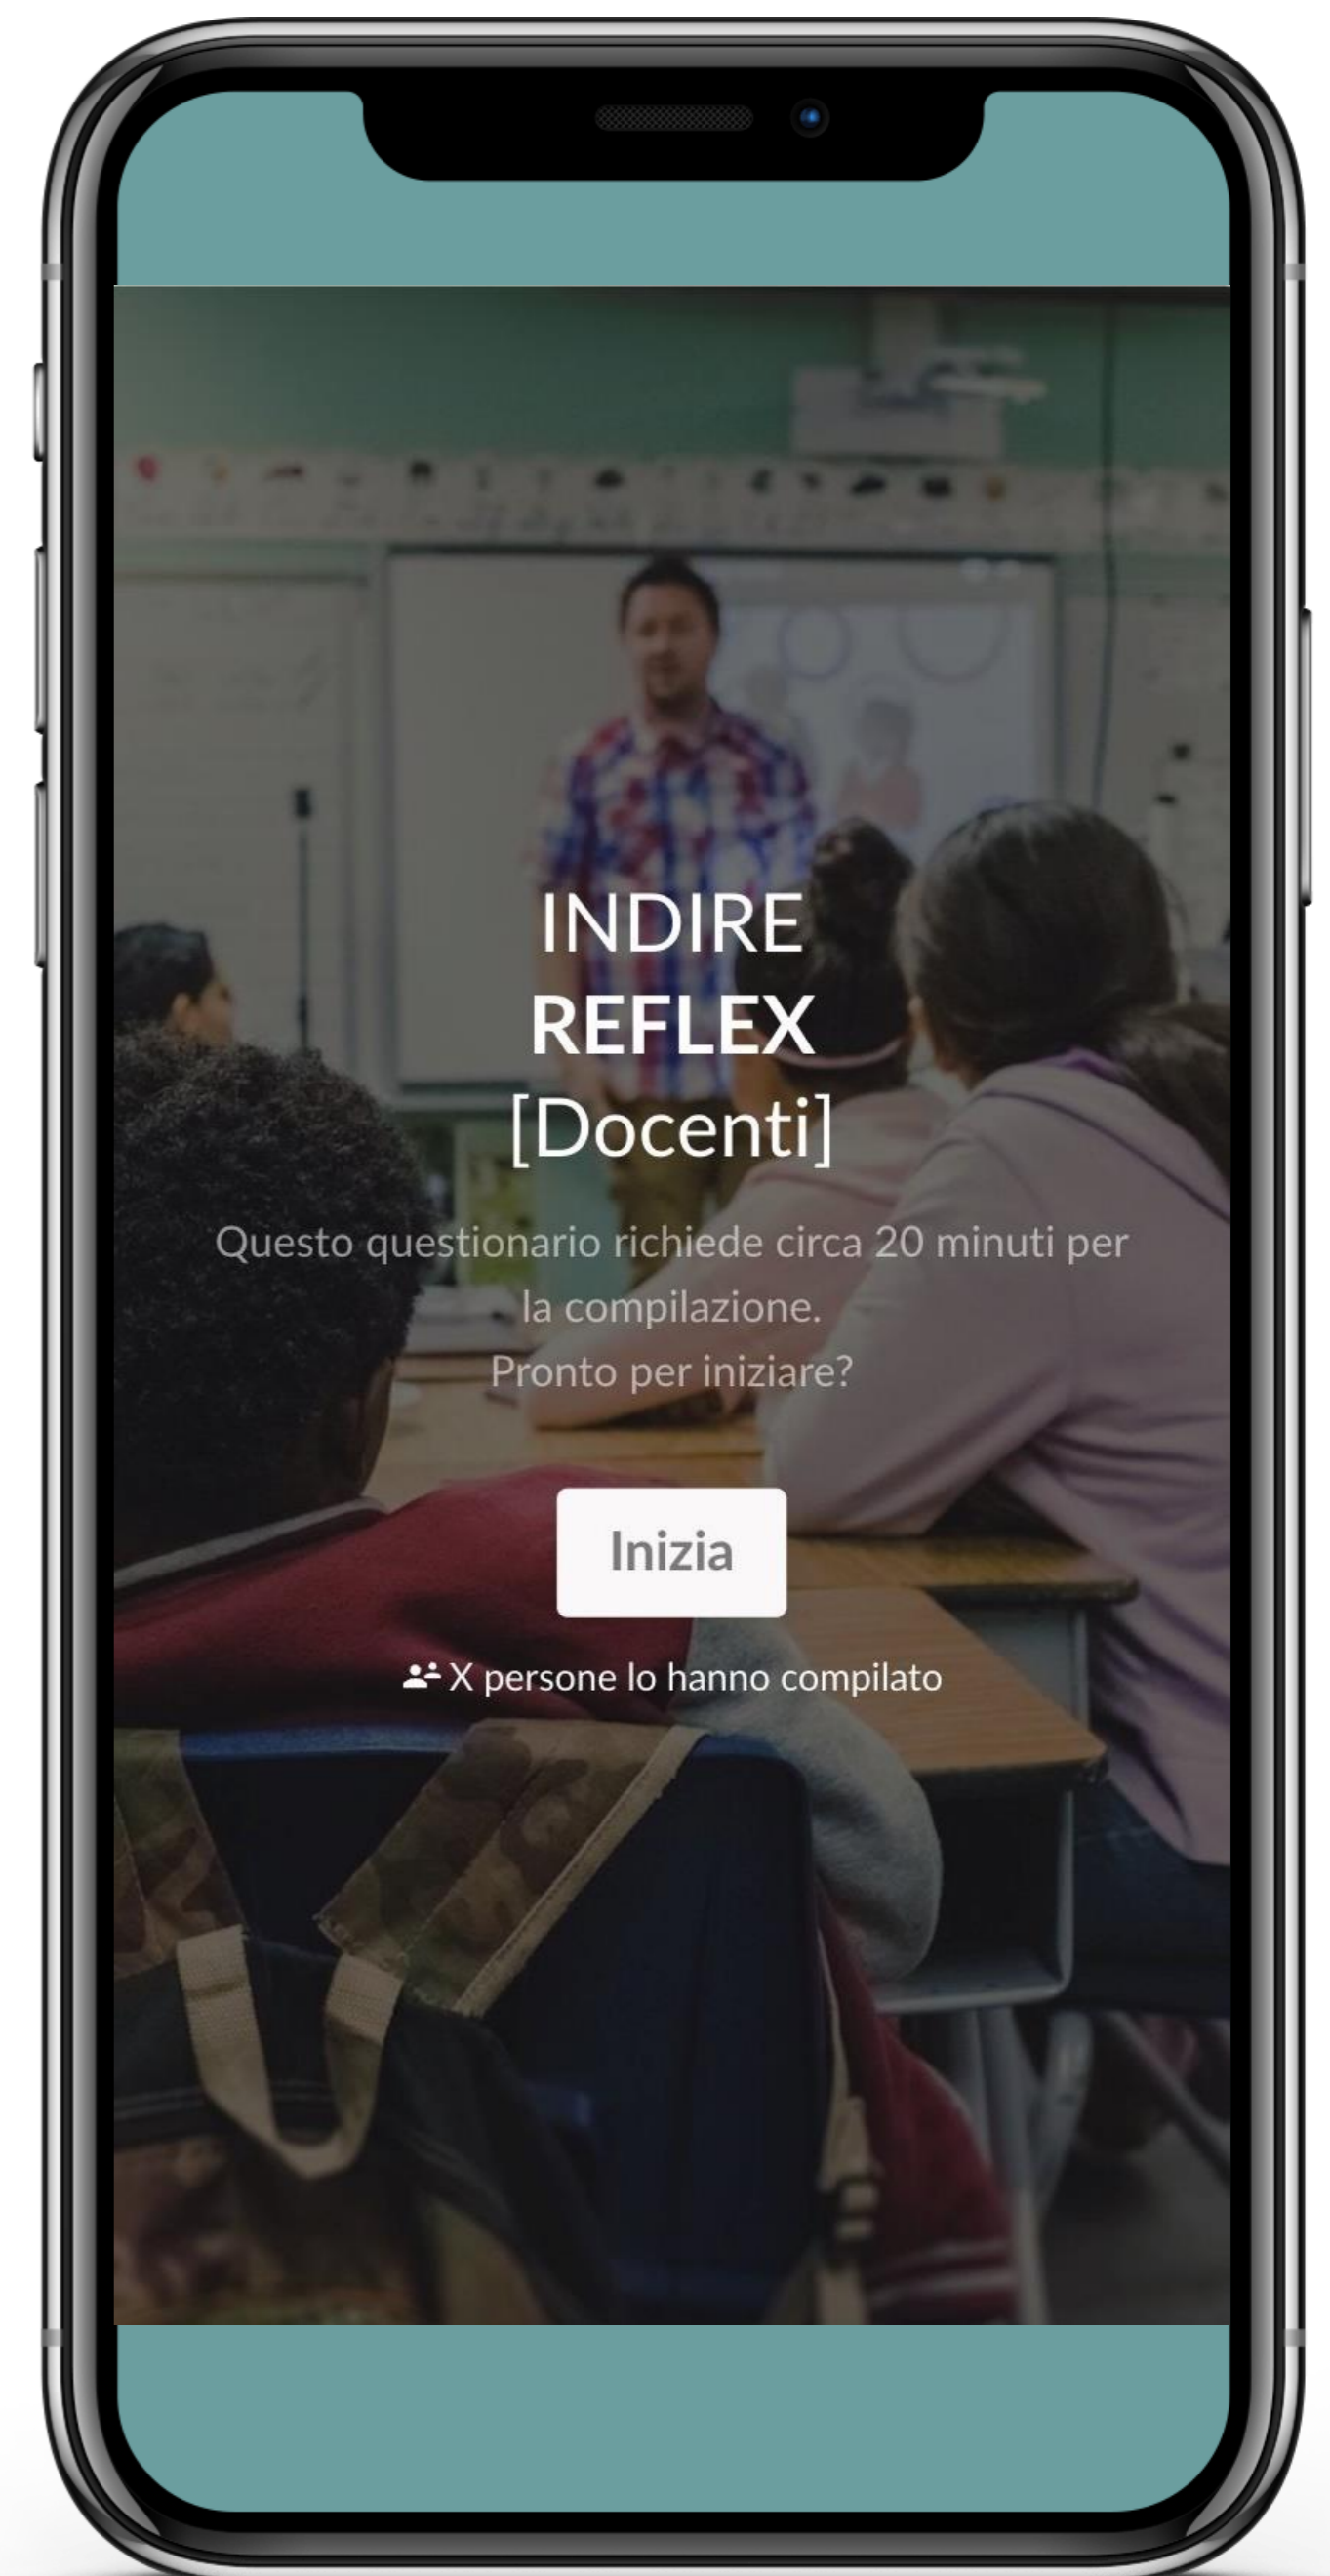 INDIRE
REFLEX
[Docenti]
Questo questionario richiede circa 20 minuti per
la compilazione.
Pronto per iniziare?
Inizia
X persone lo hanno compilato